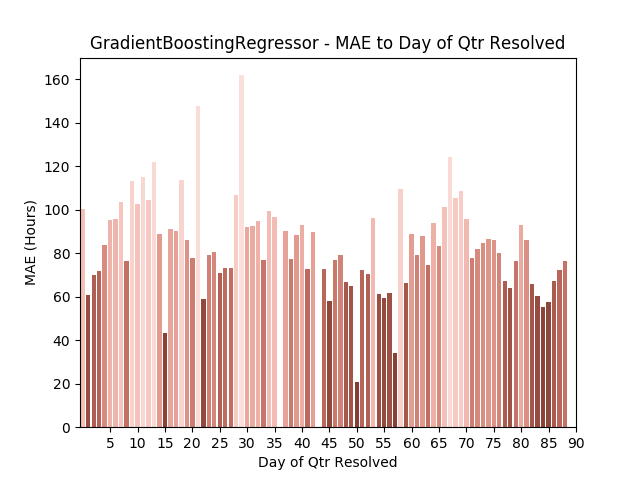 GradientBoostingRegressor - MAE to Day of Qtr Resolved
160
140
120
100
80
60
40
20
0
MAE (Hours)
5 10 15 20 25 30 35 40 45 50 55 60 65 70 75 80 85 90
Day of Qtr Resolved